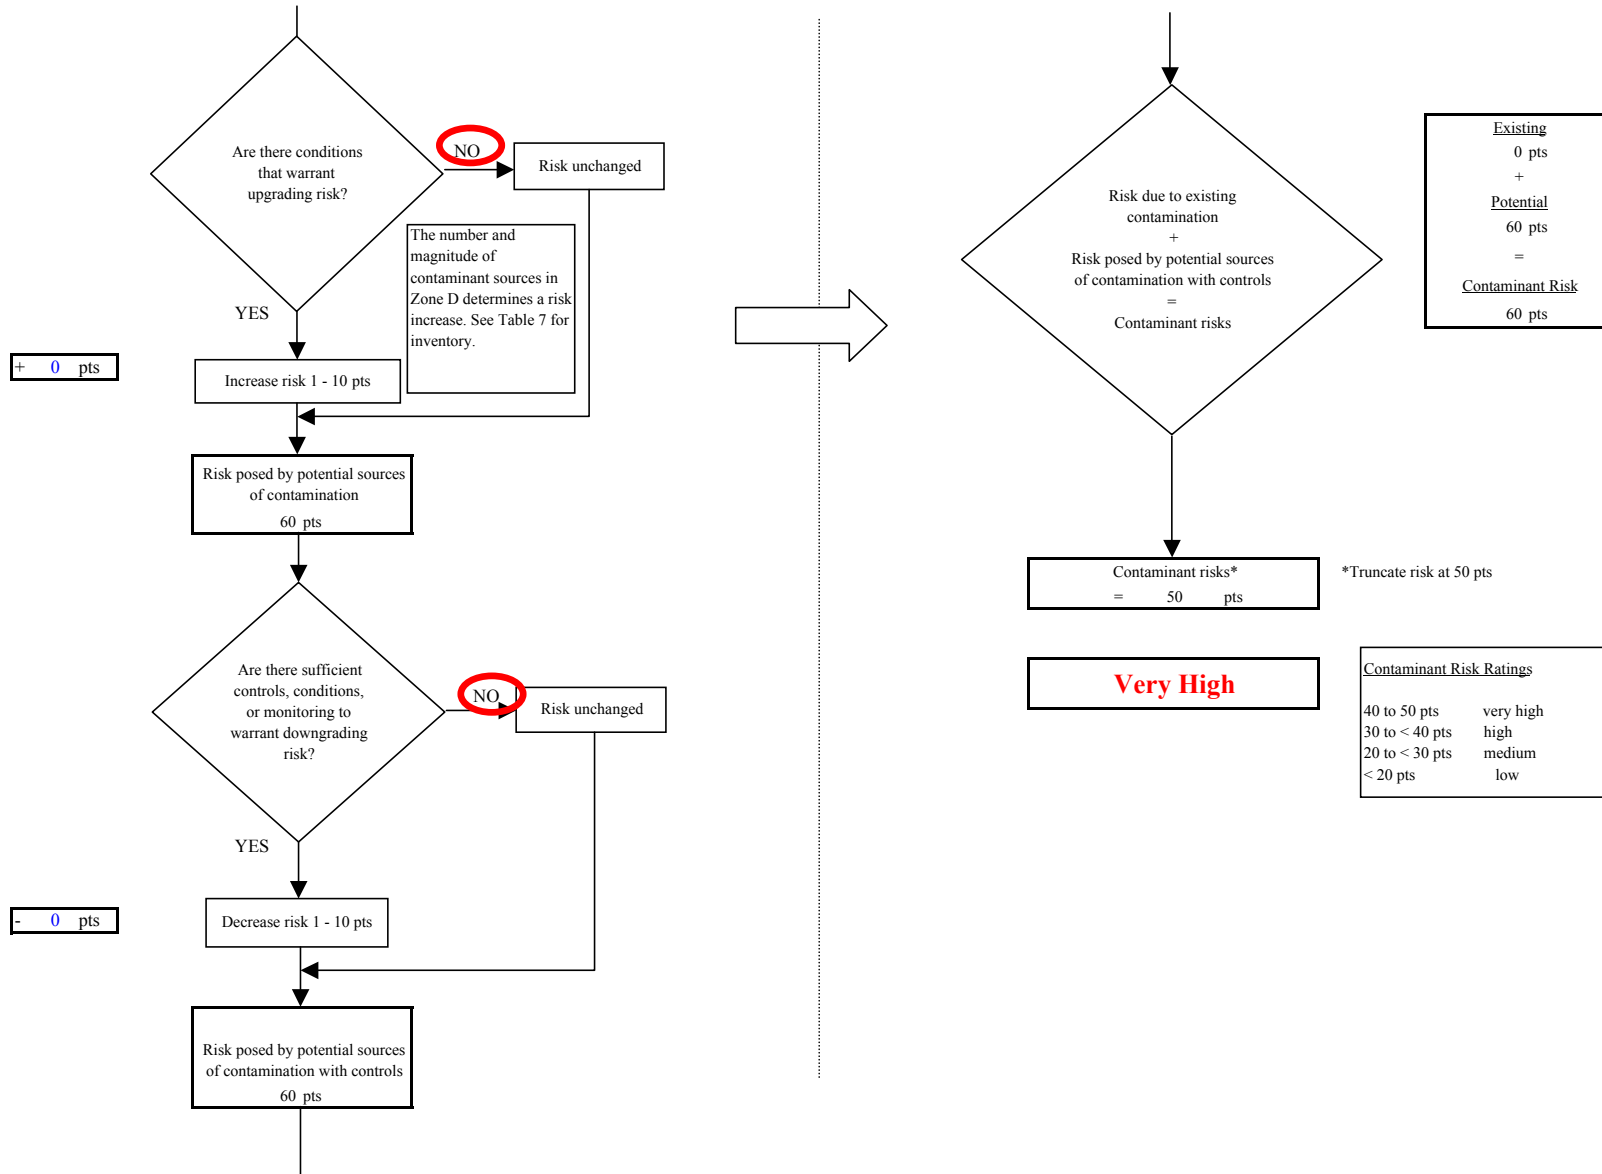 Are there conditions
that warrant
upgrading risk?
NO
Risk unchanged
The number and
magnitude of
contaminant sources in
Zone D determines a risk
increase. See Table 7 for
inventory.
YES
+ 0 pts
Increase risk 1 - 10 pts
Risk posed by potential sources
of contamination
60 pts
Are there sufficient
controls, conditions,
or monitoring to
warrant downgrading
risk?
NO
Risk unchanged
YES
- 0 pts
Decrease risk 1 - 10 pts
Risk posed by potential sources
of contamination with controls
60 pts
Risk due to existing
contamination
+
Risk posed by potential sources
of contamination with controls
=
Contaminant risks
Existing
0 pts
+
Potential
60 pts
=
Contaminant Risk
60 pts
Contaminant risks*
= 50 pts
*Truncate risk at 50 pts
Very High
Contaminant Risk Ratings
40 to 50 pts very high
30 to < 40 pts high
20 to < 30 pts medium
< 20 pts low